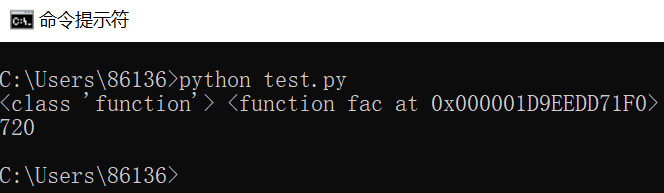 命令提示符
C:\Users\86136>python test.py
<class 'function'> <function fac at 0x000001D9EEDD71F0>
720
C:\Users\86136>